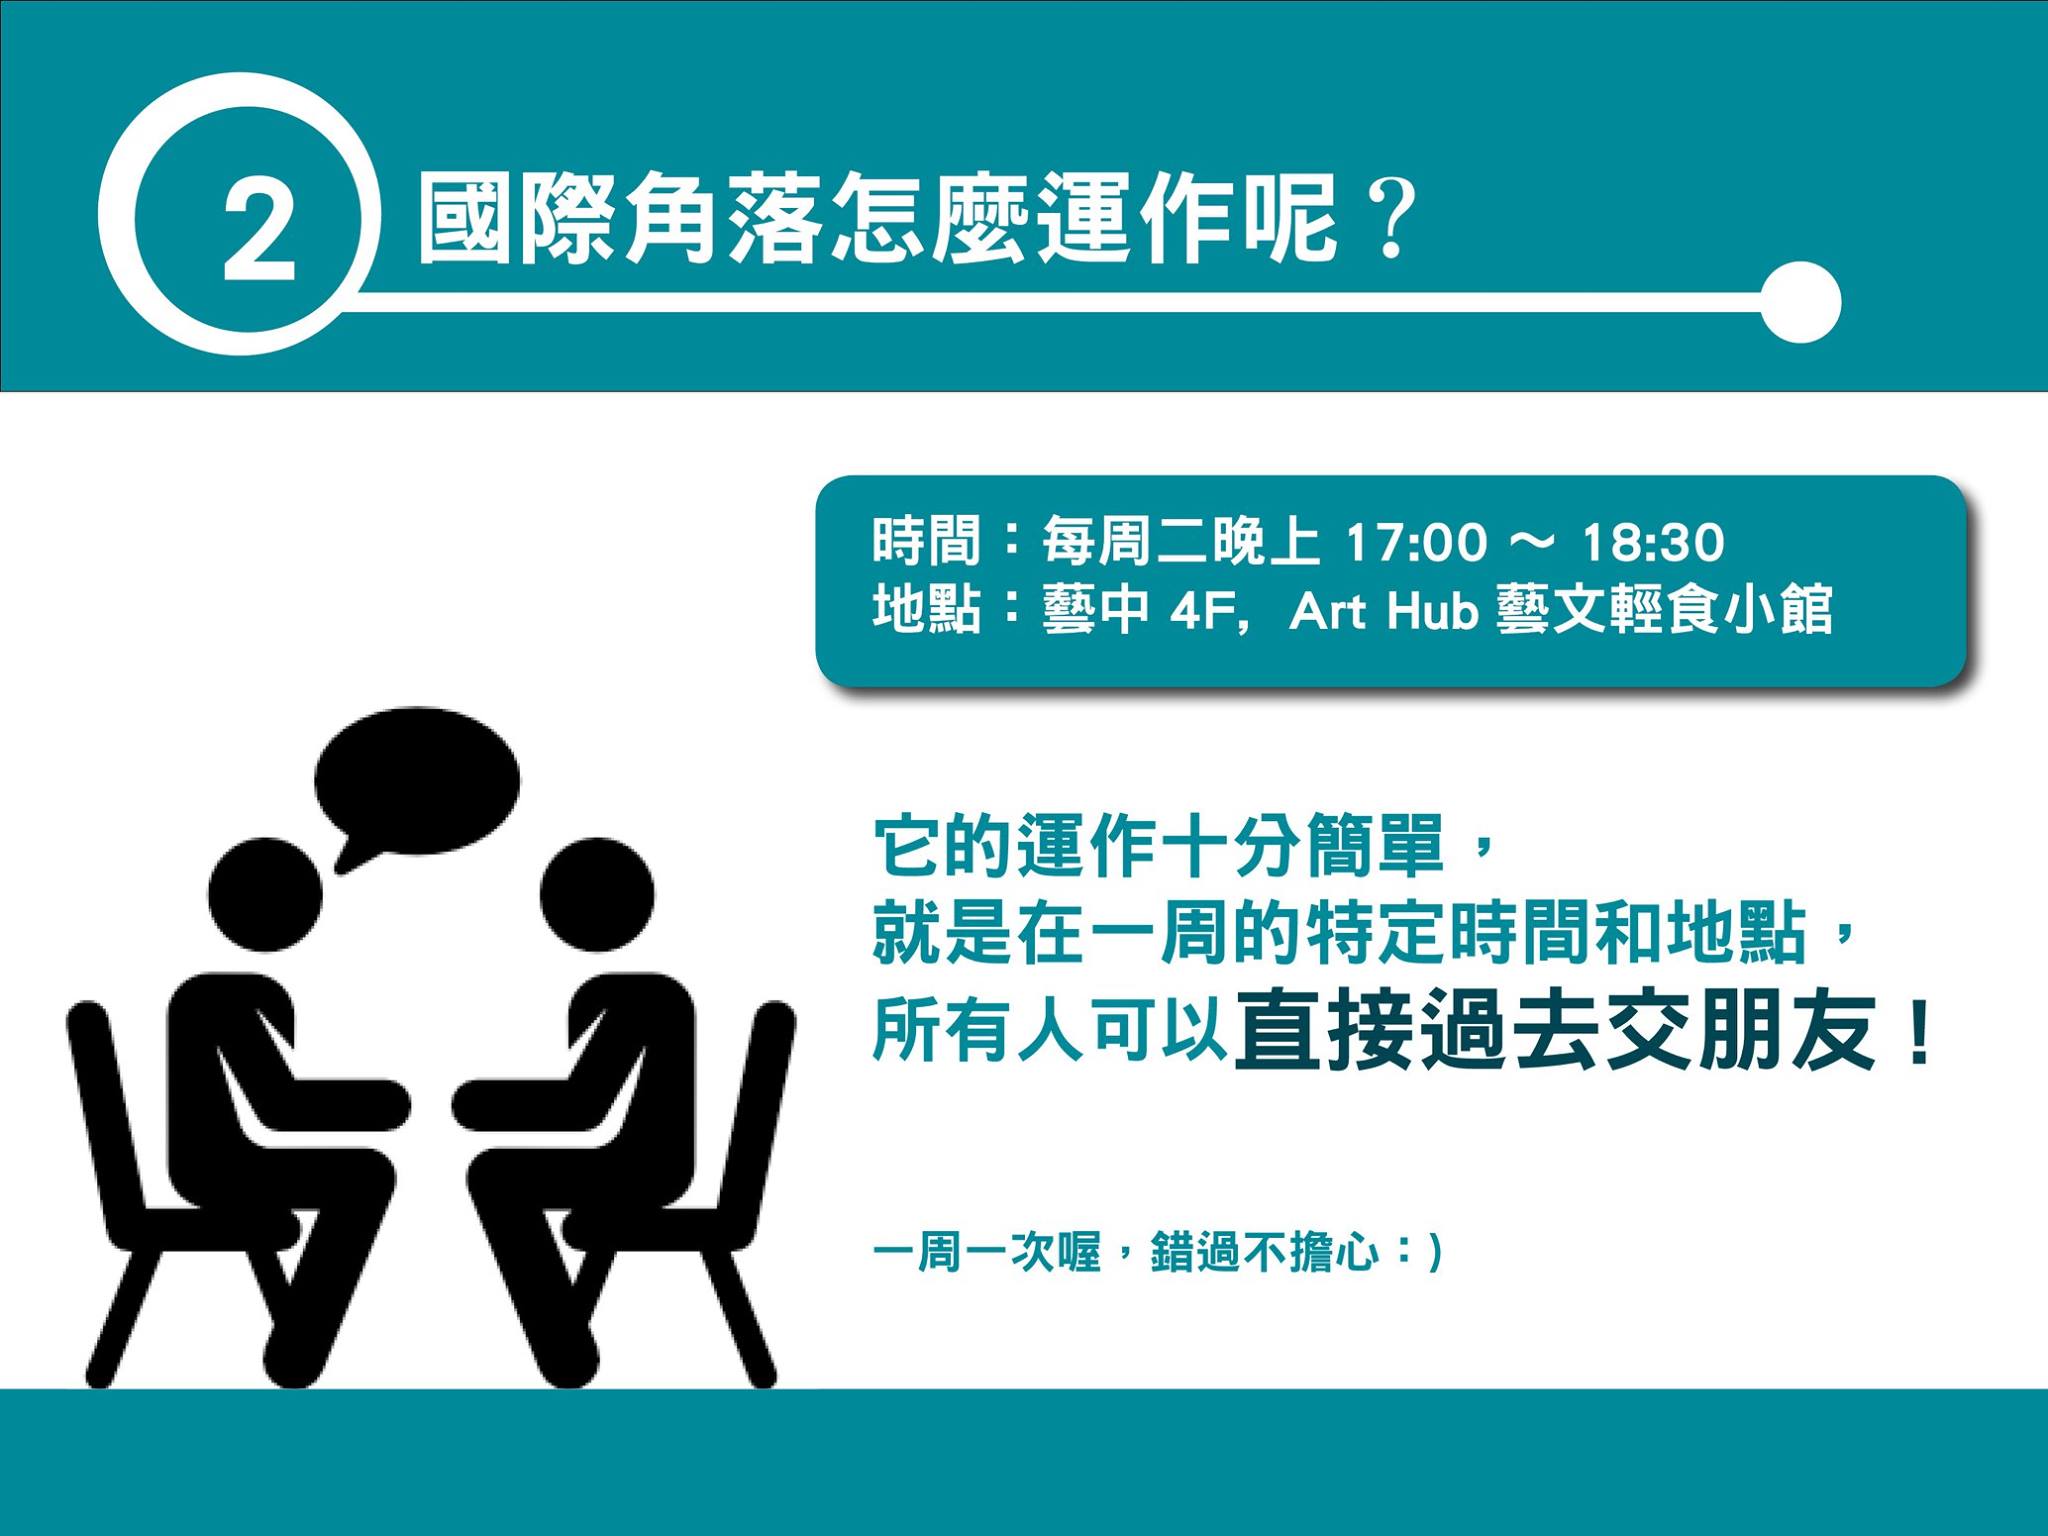 2
國際角落怎麼運作呢？
時間：每周二晚上 17:00 ～ 18:30
地點：藝中 4F, Art Hub 藝文輕食小館
它的運作十分簡單，
就是在一周的特定時間和地點，
所有人可以直接過去交朋友！
一周一次喔，錯過不擔心：)